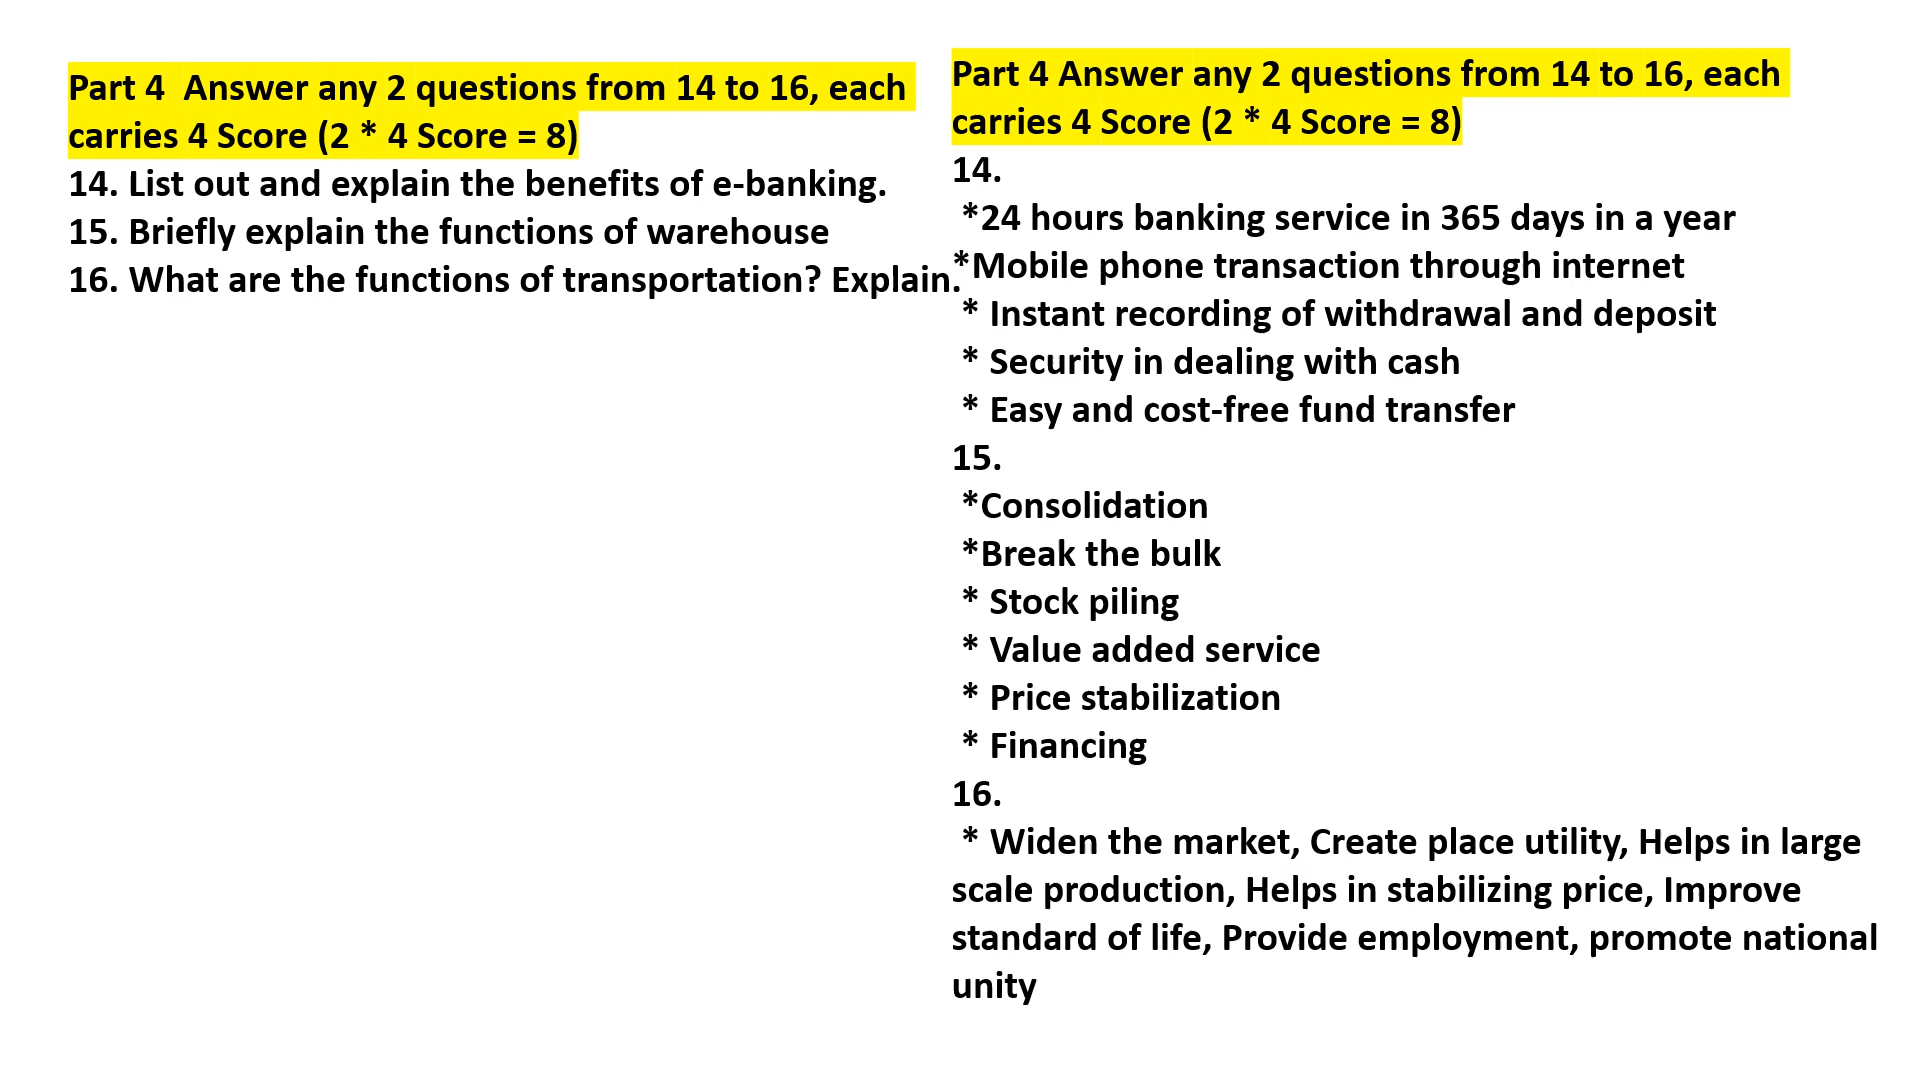 Part 4  Answer any 2 questions from 14 to 16, each
carries 4 Score (2 * 4 Score = 8)
14. List out and explain the benefits of e-banking.
15. Briefly explain the functions of warehouse
16. What are the functions of transportation? Explain.
Part 4 Answer any 2 questions from 14 to 16, each
carries 4 Score (2 * 4 Score = 8)
14.
*24 hours banking service in 365 days in a year
*Mobile phone transaction through internet
* Instant recording of withdrawal and deposit
* Security in dealing with cash
* Easy and cost-free fund transfer
15.
*Consolidation
*Break the bulk
* Stock piling
* Value added service
* Price stabilization
* Financing
16.
* Widen the market, Create place utility, Helps in large
scale production, Helps in stabilizing price, Improve
standard of life, Provide employment, promote national
unity